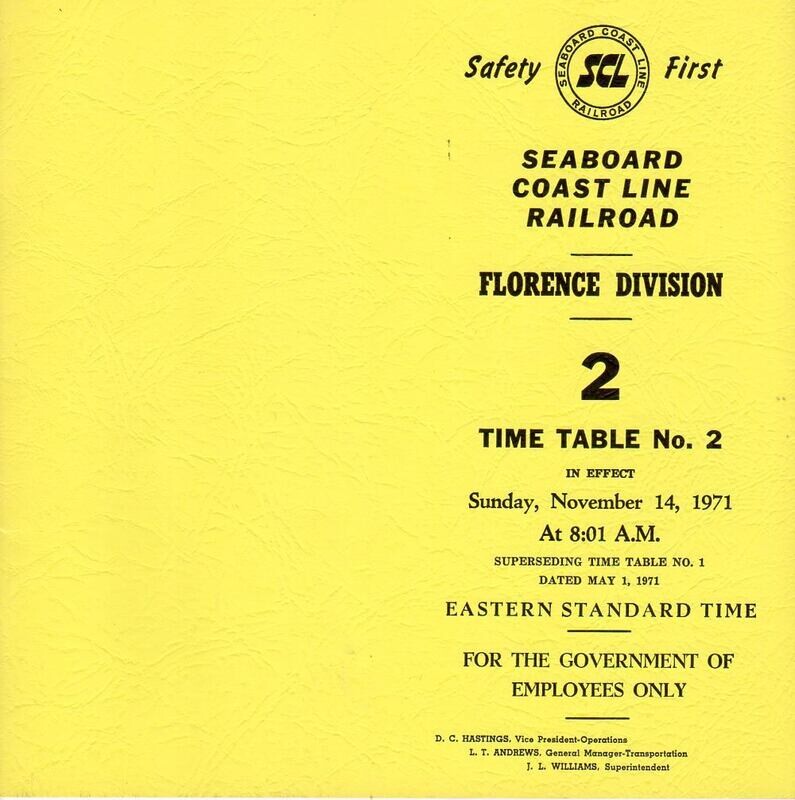 Safety First
SEABOARD COAST LINE
SCL
RAILROAD
SEABOARD
COAST LINE
RAILROAD
FLORENCE DIVISION
2
TIME TABLE No. 2
IN EFFECT
Sunday, November 14, 1971
At 8:01 A.M.
SUPERSEDING TIME TABLE NO. 1
DATED MAY 1, 1971
EASTERN STANDARD TIME
FOR THE GOVERNMENT OF
EMPLOYEES ONLY
D. C. HASTINGS, Vice President-Operations
L. T. ANDREWS, General Manager-Transportation
J. L. WILLIAMS, Superintendent